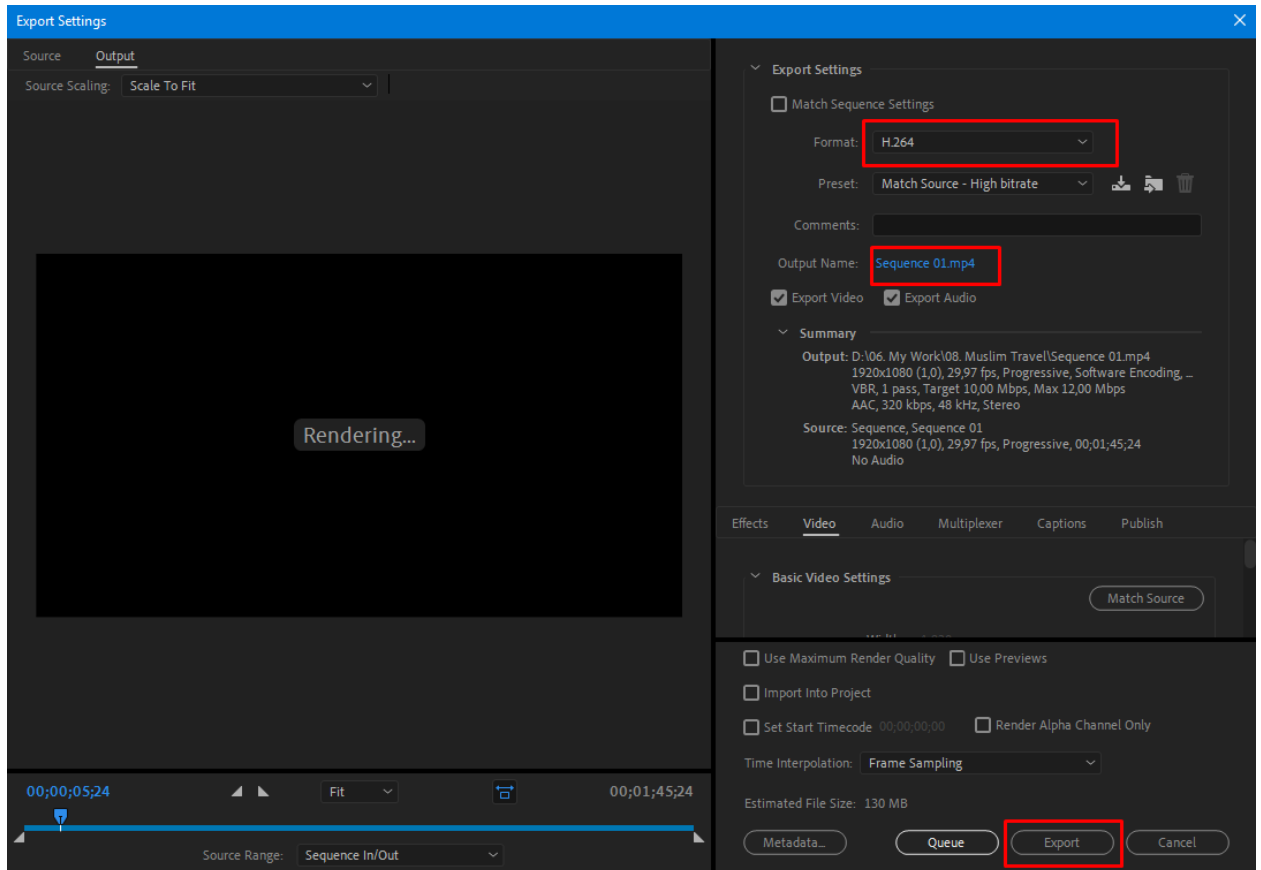 Export Settings
Source Output
Source Scaling: Scale To Fit
Rendering...
00;00;05;24 Fit 00;01;45;24
Source Range: Sequence In/Out
Export Settings
Match Sequence Settings
Format: H.264
Preset: Match Source - High bitrate
Comments:
Output Name: Sequence 01.mp4
Export Video Export Audio
Summary
Output: D:\06. My Work\08. Muslim Travel\Sequence 01.mp4
1920x1080 (1,0), 29,97 fps, Progressive, Software Encoding, ...
VBR, 1 pass, Target 10,00 Mbps, Max 12,00 Mbps
AAC, 320 kbps, 48 kHz, Stereo
Source: Sequence, Sequence 01
1920x1080 (1,0), 29,97 fps, Progressive, 00;01;45;24
No Audio
Effects Video Audio Multiplexer Captions Publish
Basic Video Settings
Match Source
Use Maximum Render Quality Use Previews
Import Into Project
Set Start Timecode 00;00;00;00 Render Alpha Channel Only
Time Interpolation: Frame Sampling
Estimated File Size: 130 MB
Metadata... Queue Export Cancel